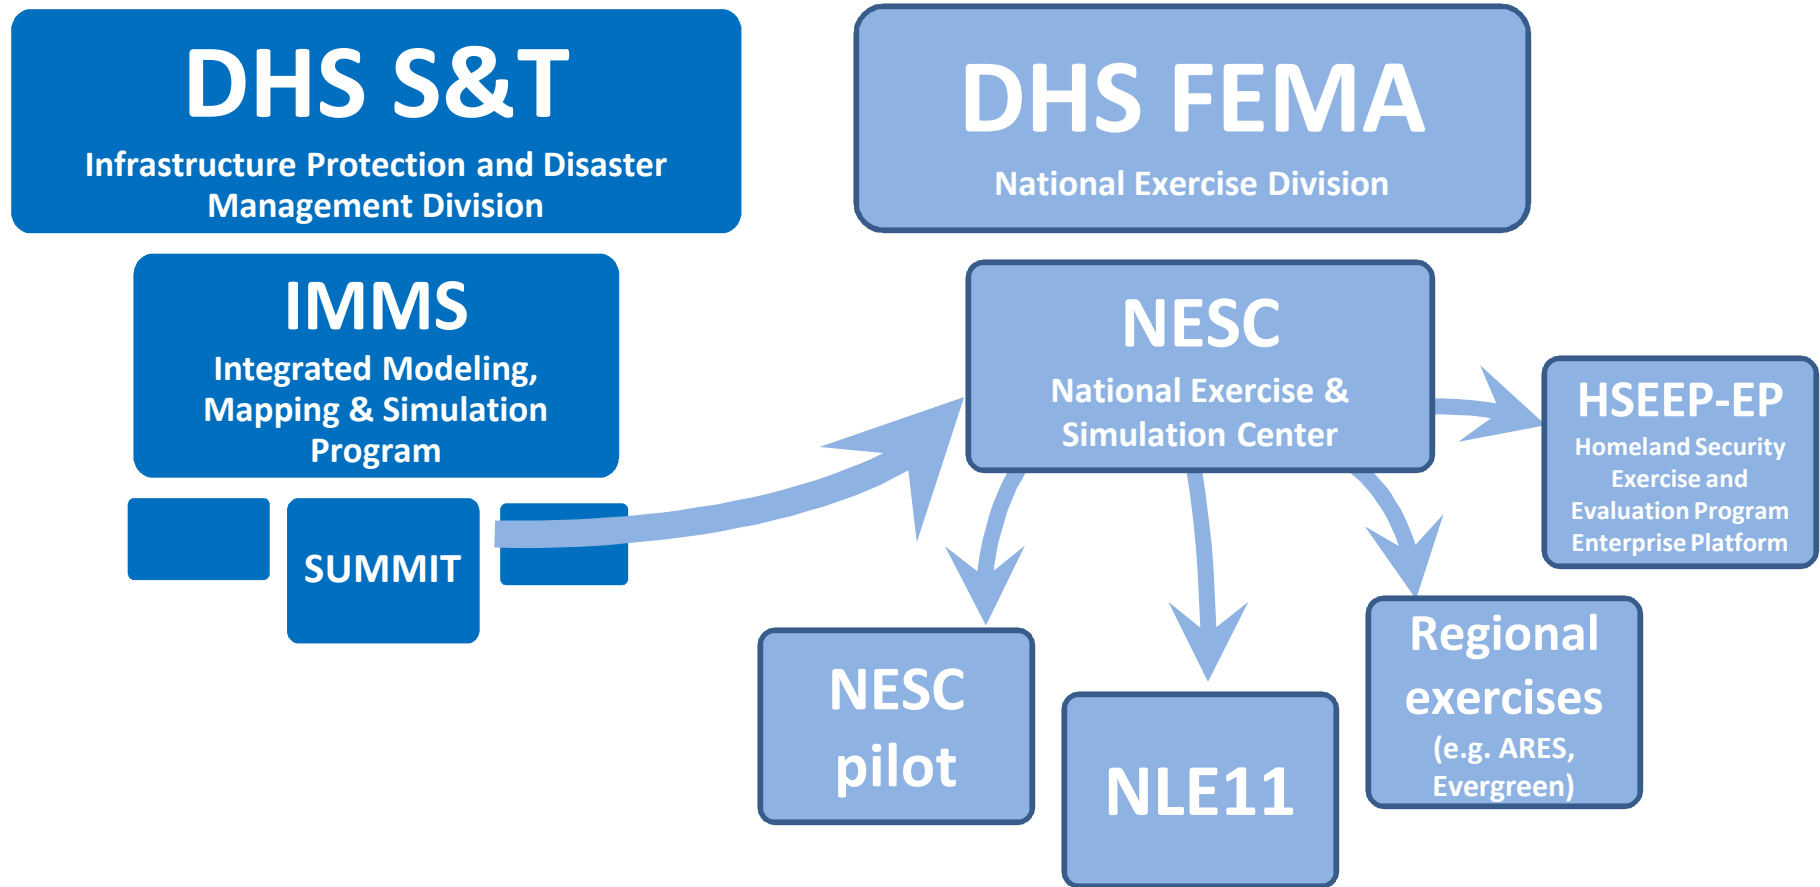 DHS S&T
Infrastructure Protection and Disaster
Management Division
IMMS
Integrated Modeling,
Mapping & Simulation
Program
SUMMIT
DHS FEMA
National Exercise Division
NESC
National Exercise &
Simulation Center
HSEEP-EP
Homeland Security
Exercise and
Evaluation Program
Enterprise Platform
NESC
pilot
NLE11
Regional
exercises
(e.g. ARES,
Evergreen)